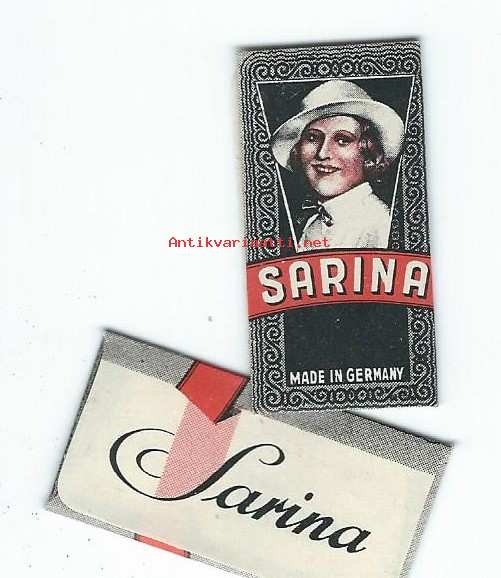 Antikvariaatti.net
SARINA
MADE IN GERMANY
Sarina